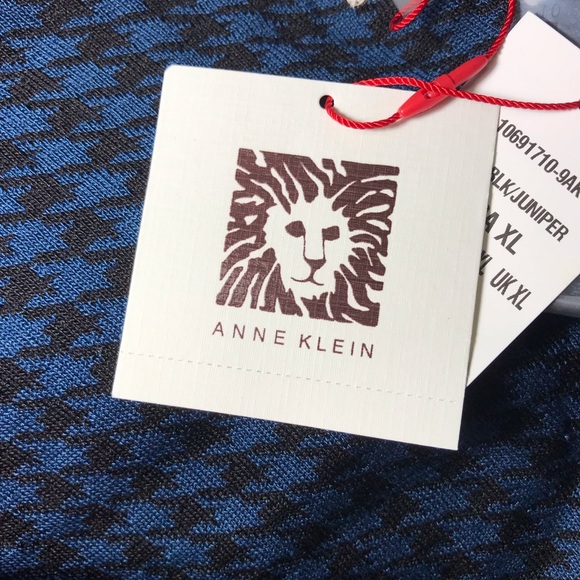 ANNE KLEIN
10691710-9A
BLK/JUNIPER
XL
UK XL